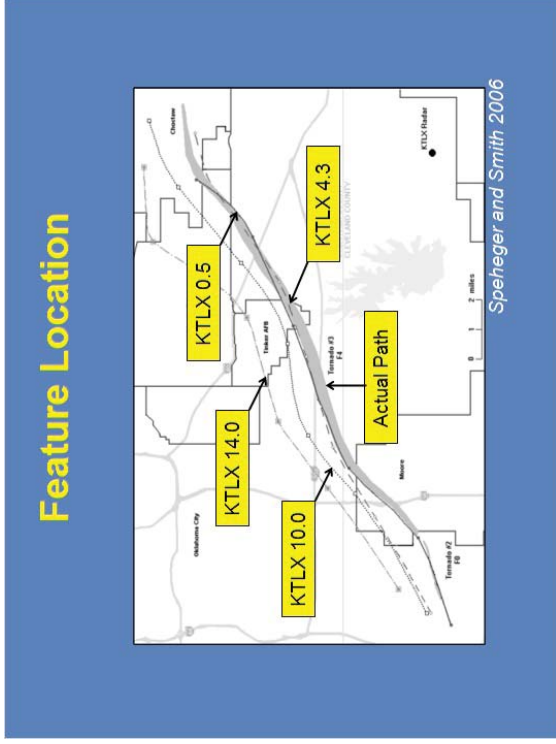 Feature Location
Choctaw
Oklahoma City
KTLX 0.5
KTLX 14.0
Tinker AFB
KTLX 4.3
KTLX 10.0
CLEVELAND COUNTY
Tornado #3
F4
Actual Path
Moore
KTLX Radar
Tornado #2
F0
0 1 2 miles
Speheger and Smith 2006